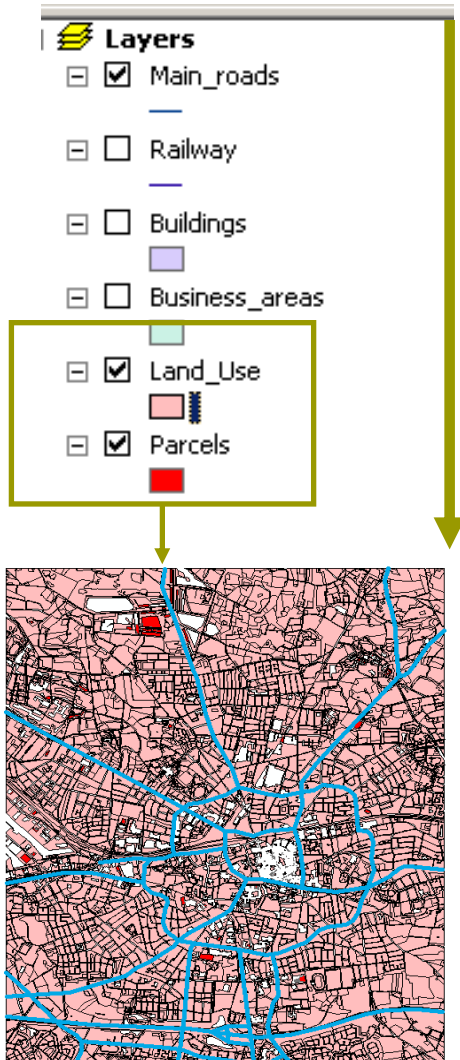 Layers
Main_roads
Railway
Buildings
Business_areas
Land_Use
Parcels